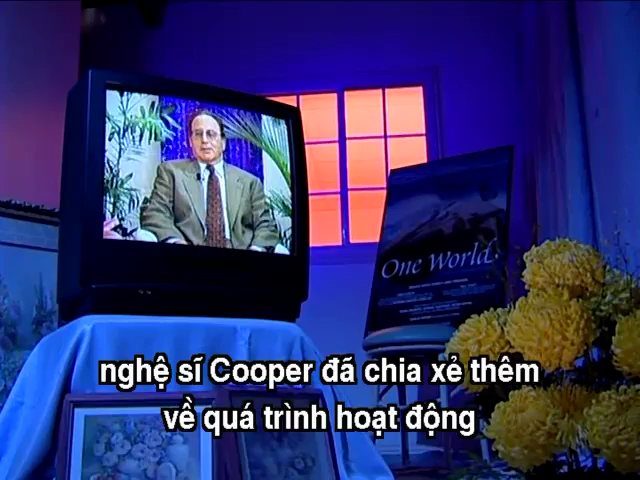 One World
nghệ sĩ Cooper đã chia xẻ thêm
về quá trình hoạt động